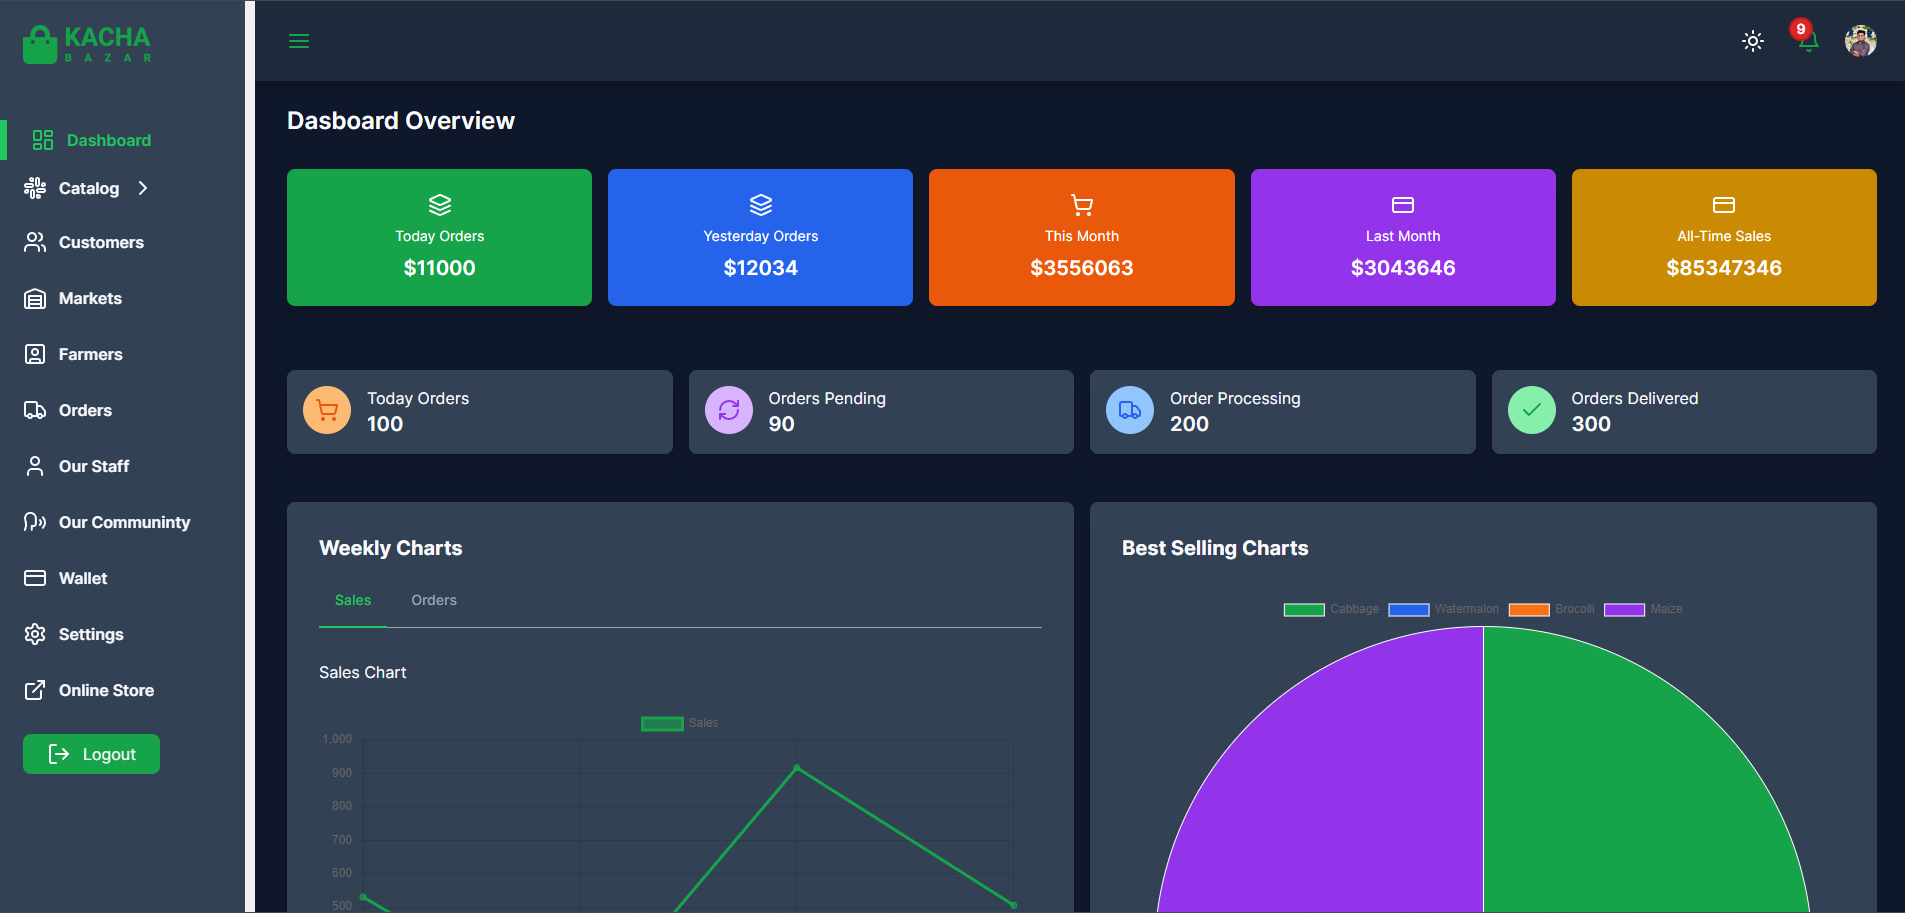 KACHA
BAZAR
Dashboard
Catalog
Customers
Markets
Farmers
Orders
Our Staff
Our Communinty
Wallet
Settings
Online Store
Logout
9
Dasboard Overview
Today Orders
$11000
Yesterday Orders
$12034
This Month
$3556063
Last Month
$3043646
All-Time Sales
$85347346
Today Orders
100
Orders Pending
90
Order Processing
200
Orders Delivered
300
Weekly Charts
Sales Orders
Sales Chart
Sales
1,000
900
800
700
600
500
Best Selling Charts
Cabbage Watermalon Brocolli Maize